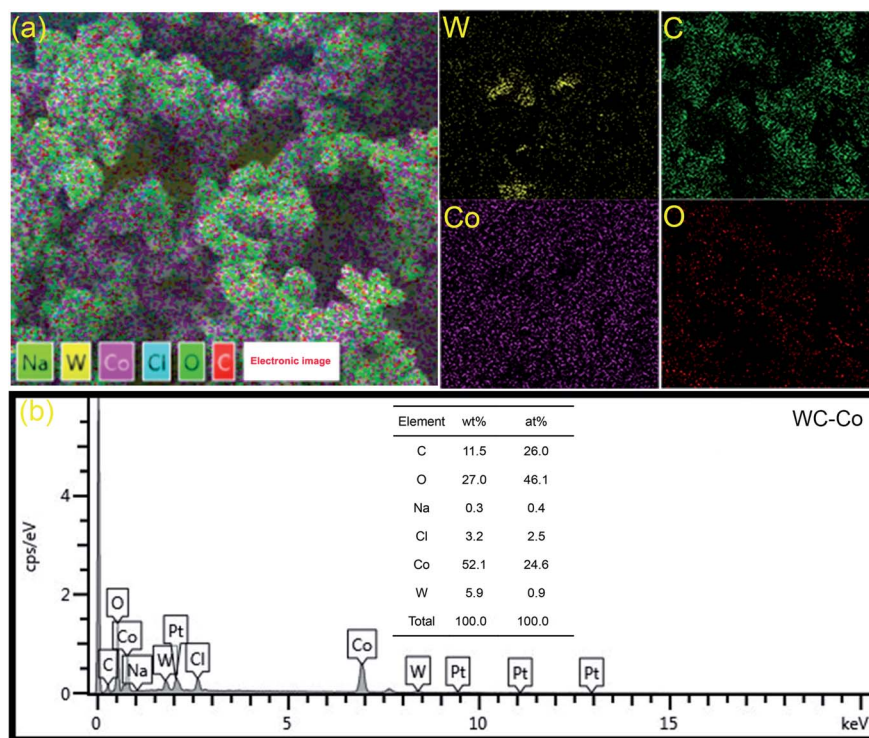 (a)
W
C
Co
O
Na W Co Cl O C Electronic image
(b)
WC-Co
Element wt% at%
C 11.5 26.0
O 27.0 46.1
Na 0.3 0.4
Cl 3.2 2.5
Co 52.1 24.6
W 5.9 0.9
Total 100.0 100.0
cps/eV
4
2
0
O
Co
C
Na
W
Pt
Cl
Co
W
Pt
Pt
Pt
0 5 10 15 keV